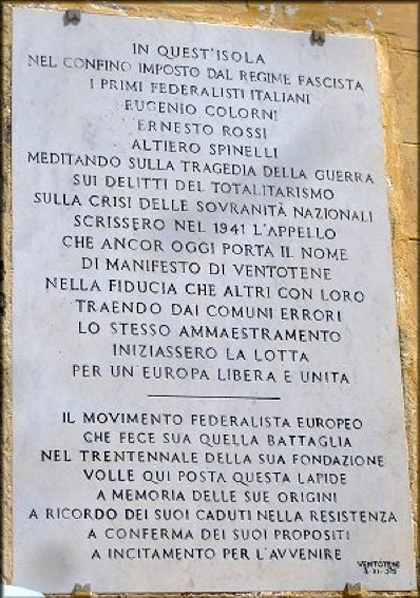 IN QUEST'ISOLA
NEL CONFINO IMPOSTO DAL REGIME FASCISTA
I PRIMI FEDERALISTI ITALIANI
EUGENIO COLORNI
ERNESTO ROSSI
ALTIERO SPINELLI
MEDITANDO SULLA TRAGEDIA DELLA GUERRA
SUI DELITTI DEL TOTALITARISMO
SULLA CRISI DELLE SOVRANITÀ NAZIONALI
SCRISSERO NEL 1941 L'APPELLO
CHE ANCOR OGGI PORTA IL NOME
DI MANIFESTO DI VENTOTENE
NELLA FIDUCIA CHE ALTRI CON LORO
TRAENDO DAI COMUNI ERRORI
LO STESSO AMMAESTRAMENTO
INIZIASSERO LA LOTTA
PER UN EUROPA LIBERA E UNITA
IL MOVIMENTO FEDERALISTA EUROPEO
CHE FECE SUA QUELLA BATTAGLIA
NEL TRENTENNALE DELLA SUA FONDAZIONE
VOLLE QUI POSTA QUESTA LAPIDE
A MEMORIA DELLE SUE ORIGINI
A RICORDO DEI SUOI CADUTI NELLA RESISTENZA
A CONFERMA DEI SUOI PROPOSITI
A INCITAMENTO PER L'AVVENIRE
VENTOTENE